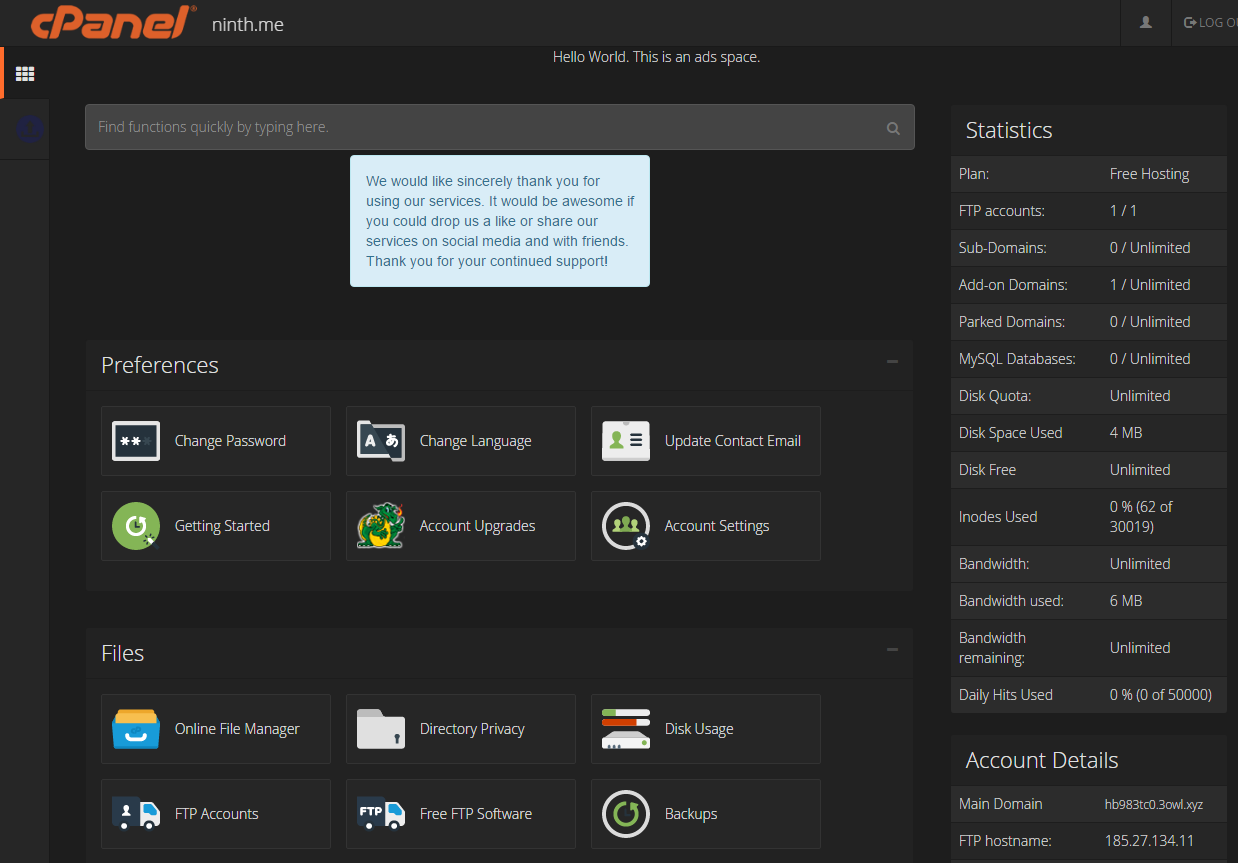 cPanel®
ninth.me
LOG
Hello World. This is an ads space.
Find functions quickly by typing here.
We would like sincerely thank you for
using our services. It would be awesome if
you could drop us a like or share our
services on social media and with friends.
Thank you for your continued support!
Preferences
** *
Change Password
A あ
Change Language
Update Contact Email
Getting Started
Account Upgrades
Account Settings
Files
Online File Manager
Directory Privacy
Disk Usage
FTP Accounts
FTP
Free FTP Software
Backups
Statistics
Plan: Free Hosting
FTP accounts: 1 / 1
Sub-Domains: 0 / Unlimited
Add-on Domains: 1 / Unlimited
Parked Domains: 0 / Unlimited
MySQL Databases: 0 / Unlimited
Disk Quota: Unlimited
Disk Space Used 4 MB
Disk Free Unlimited
Inodes Used 0 % (62 of
30019)
Bandwidth: Unlimited
Bandwidth used: 6 MB
Bandwidth
remaining: Unlimited
Daily Hits Used 0 % (0 of 50000)
Account Details
Main Domain hb983tc0.3owl.xyz
FTP hostname: 185.27.134.11